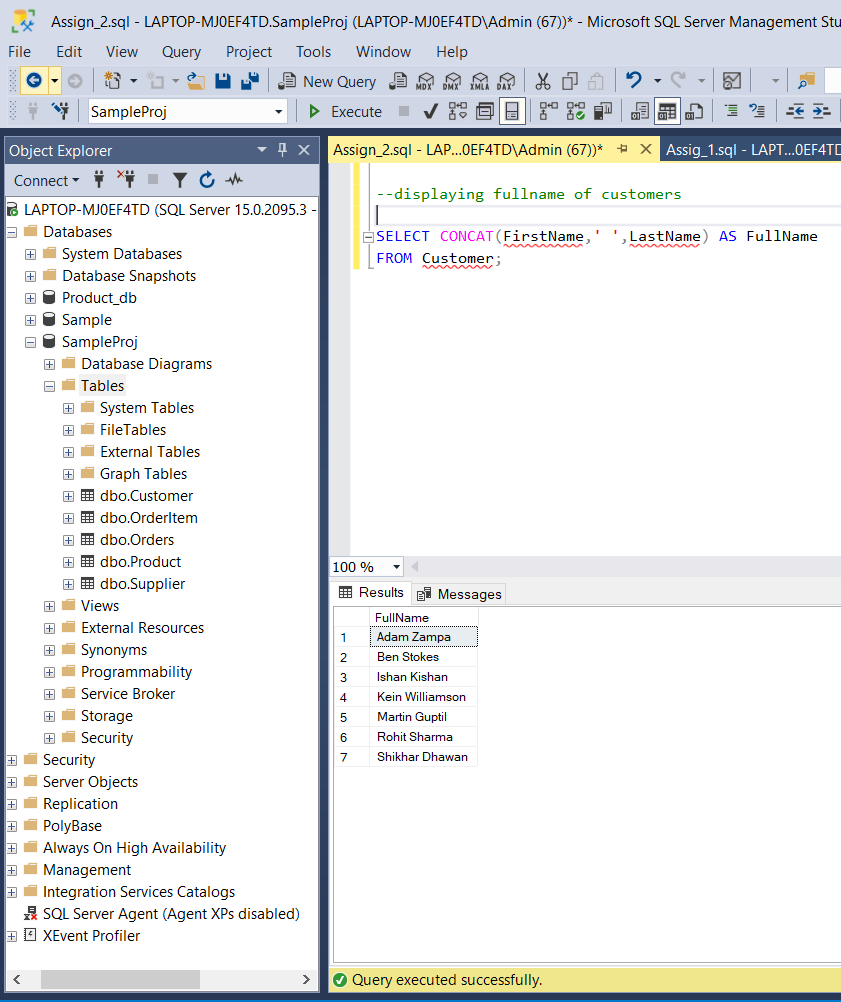 Assign_2.sql - LAPTOP-MJ0EF4TD.SampleProj (LAPTOP-MJ0EF4TD\Admin (67))* - Microsoft SQL Server Management Stu
File Edit View Query Project Tools Window Help
New Query MDX DMX XMLA DAX
SampleProj Execute
Object Explorer
Connect
LAPTOP-MJ0EF4TD (SQL Server 15.0.2095.3 -
Databases
System Databases
Database Snapshots
Product_db
Sample
SampleProj
Database Diagrams
Tables
System Tables
FileTables
External Tables
Graph Tables
dbo.Customer
dbo.OrderItem
dbo.Orders
dbo.Product
dbo.Supplier
Views
External Resources
Synonyms
Programmability
Service Broker
Storage
Security
Security
Server Objects
Replication
PolyBase
Always On High Availability
Management
Integration Services Catalogs
SQL Server Agent (Agent XPs disabled)
XEvent Profiler
Assign_2.sql - LAP...0EF4TD\Admin (67))* Assig_1.sql - LAPT...0EF4TD
--displaying fullname of customers
SELECT CONCAT(FirstName,' ',LastName) AS FullName
FROM Customer;
100 %
Results Messages
FullName
1 Adam Zampa
2 Ben Stokes
3 Ishan Kishan
4 Kein Williamson
5 Martin Guptil
6 Rohit Sharma
7 Shikhar Dhawan
Query executed successfully.